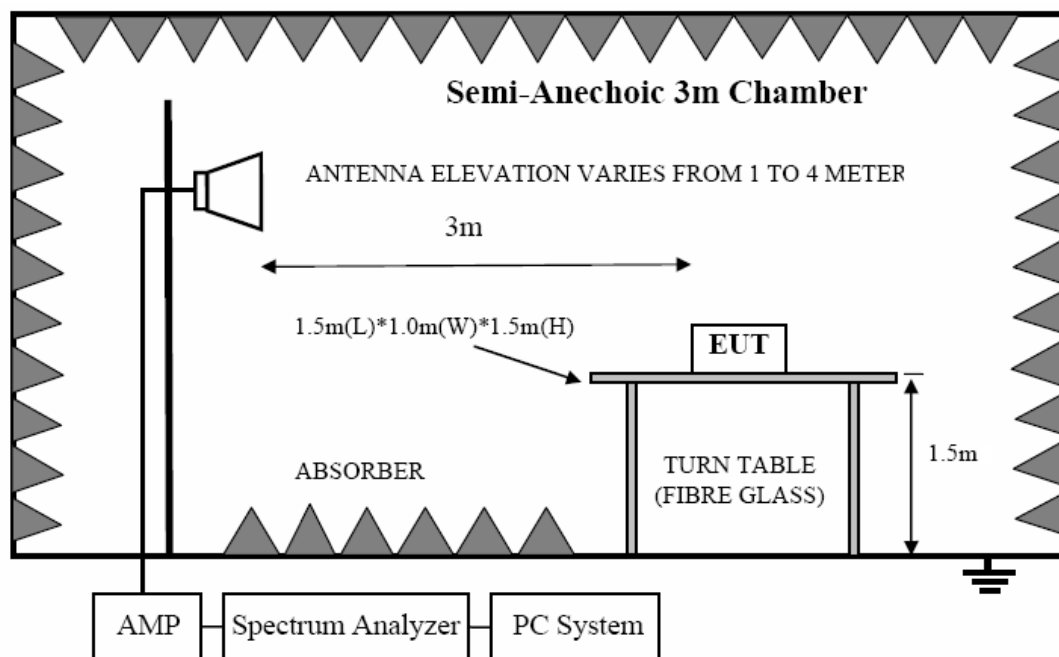 Semi-Anechoic 3m Chamber
ANTENNA ELEVATION VARIES FROM 1 TO 4 METER
3m
1.5m(L)*1.0m(W)*1.5m(H)
EUT
1.5m
ABSORBER
TURN TABLE
(FIBRE GLASS)
AMP
Spectrum Analyzer
PC System